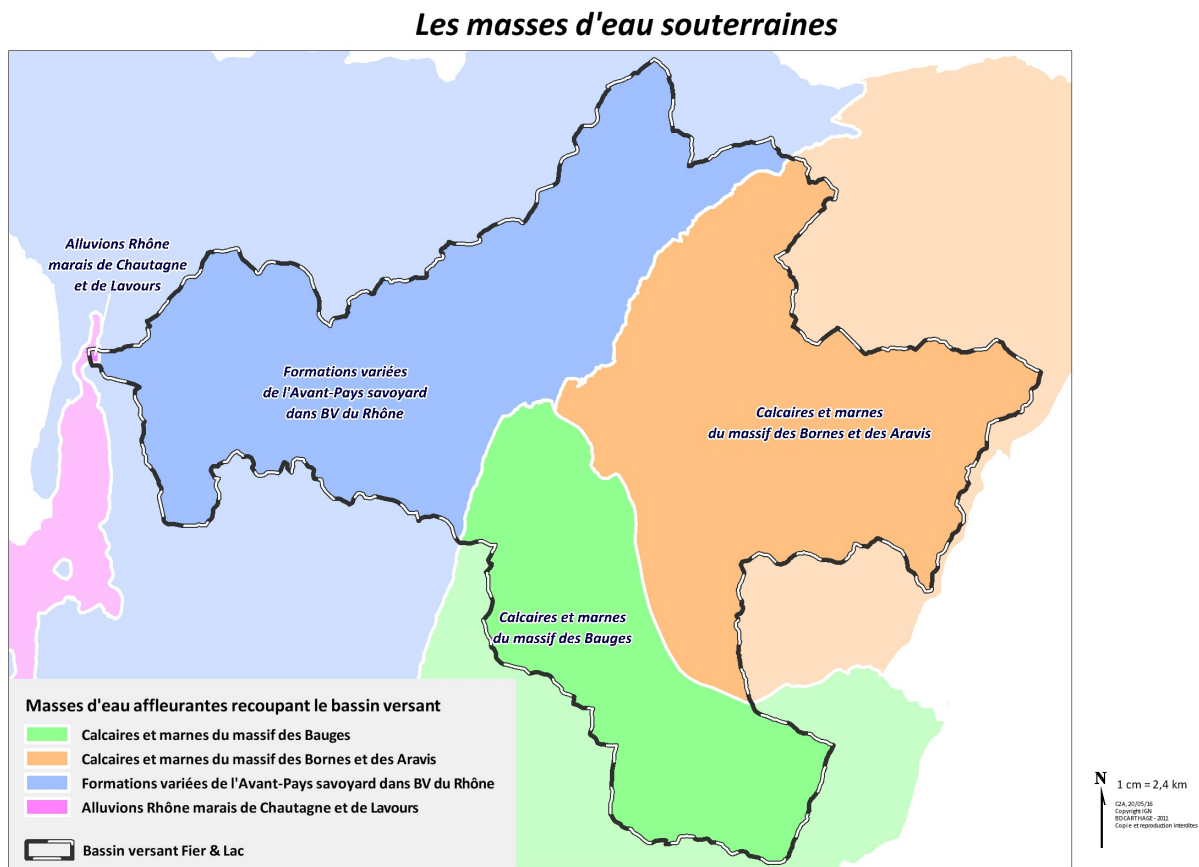 Les masses d'eau souterraines
Alluvions Rhône
marais de Chautagne
et de Lavours
Formations variées
de l'Avant-Pays savoyard
dans BV du Rhône
Calcaires et marnes
du massif des Bornes et des Aravis
Calcaires et marnes
du massif des Bauges
Masses d'eau affleurantes recoupant le bassin versant
Calcaires et marnes du massif des Bauges
Calcaires et marnes du massif des Bornes et des Aravis
Formations variées de l'Avant-Pays savoyard dans BV du Rhône
Alluvions Rhône marais de Chautagne et de Lavours
Bassin versant Fier & Lac
N
1 cm = 2,4 km
C2A, 20/05/16
Copyright IGN
BDCARTHAGE - 2011
Copie et reproduction interdites